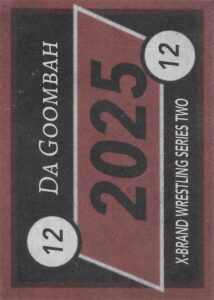 12
DA GOOMBAH
2025
X-BRAND WRESTLING SERIES TWO
12